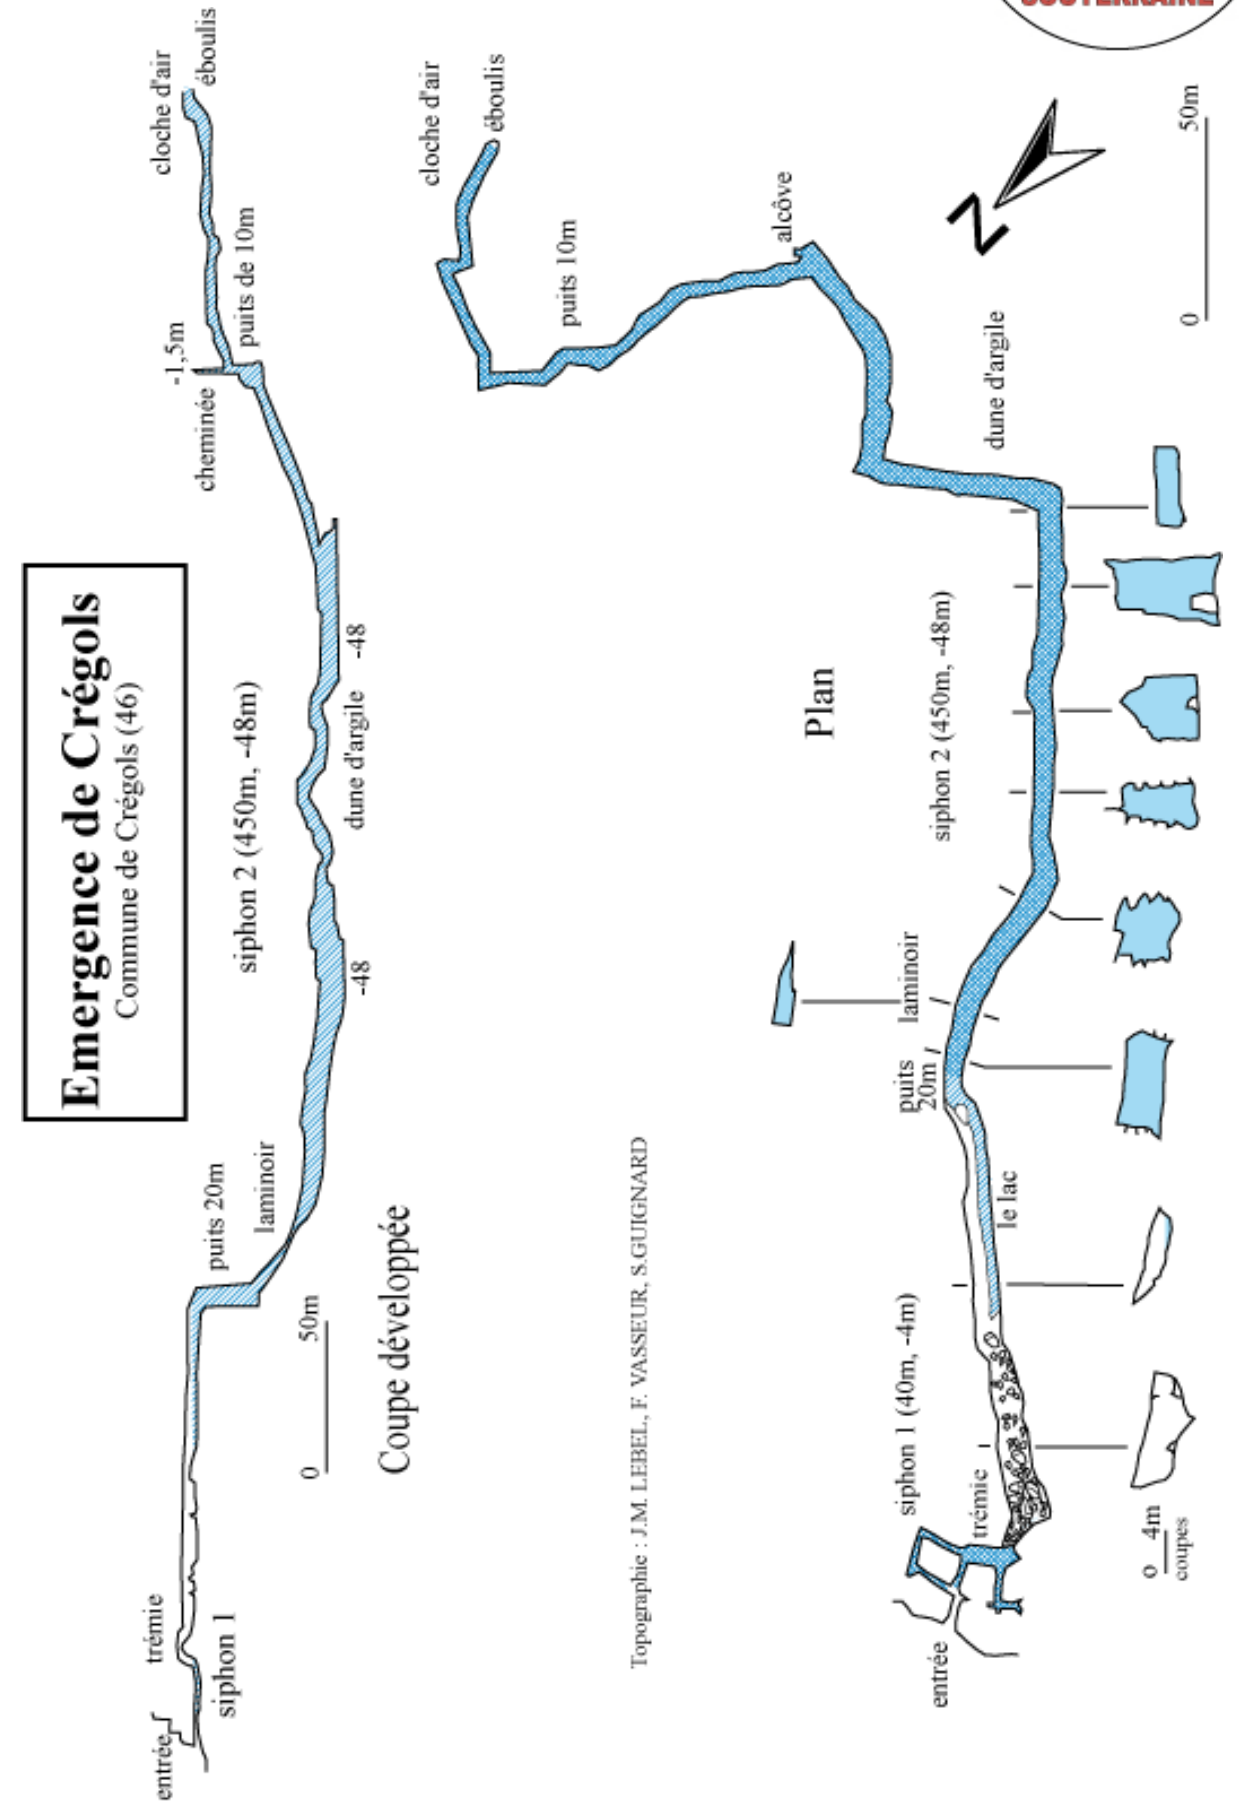 Emergence de Crégols
Commune de Crégols (46)
entrée
trémie
siphon 1
puits 20m
laminoir
siphon 2 (450m, -48m)
-48
dune d'argile
-48
cheminée
-1,5m
puits de 10m
cloche d'air
éboulis
0
50m
Coupe développée
Topographie : J.M. LEBEL, F. VASSEUR, S.GUIGNARD
Plan
entrée
siphon 1 (40m, -4m)
trémie
le lac
puits
20m
laminoir
siphon 2 (450m, -48m)
dune d'argile
alcôve
puits 10m
cloche d'air
éboulis
N
0
50m
0
4m
coupes
SOUTERRAINE